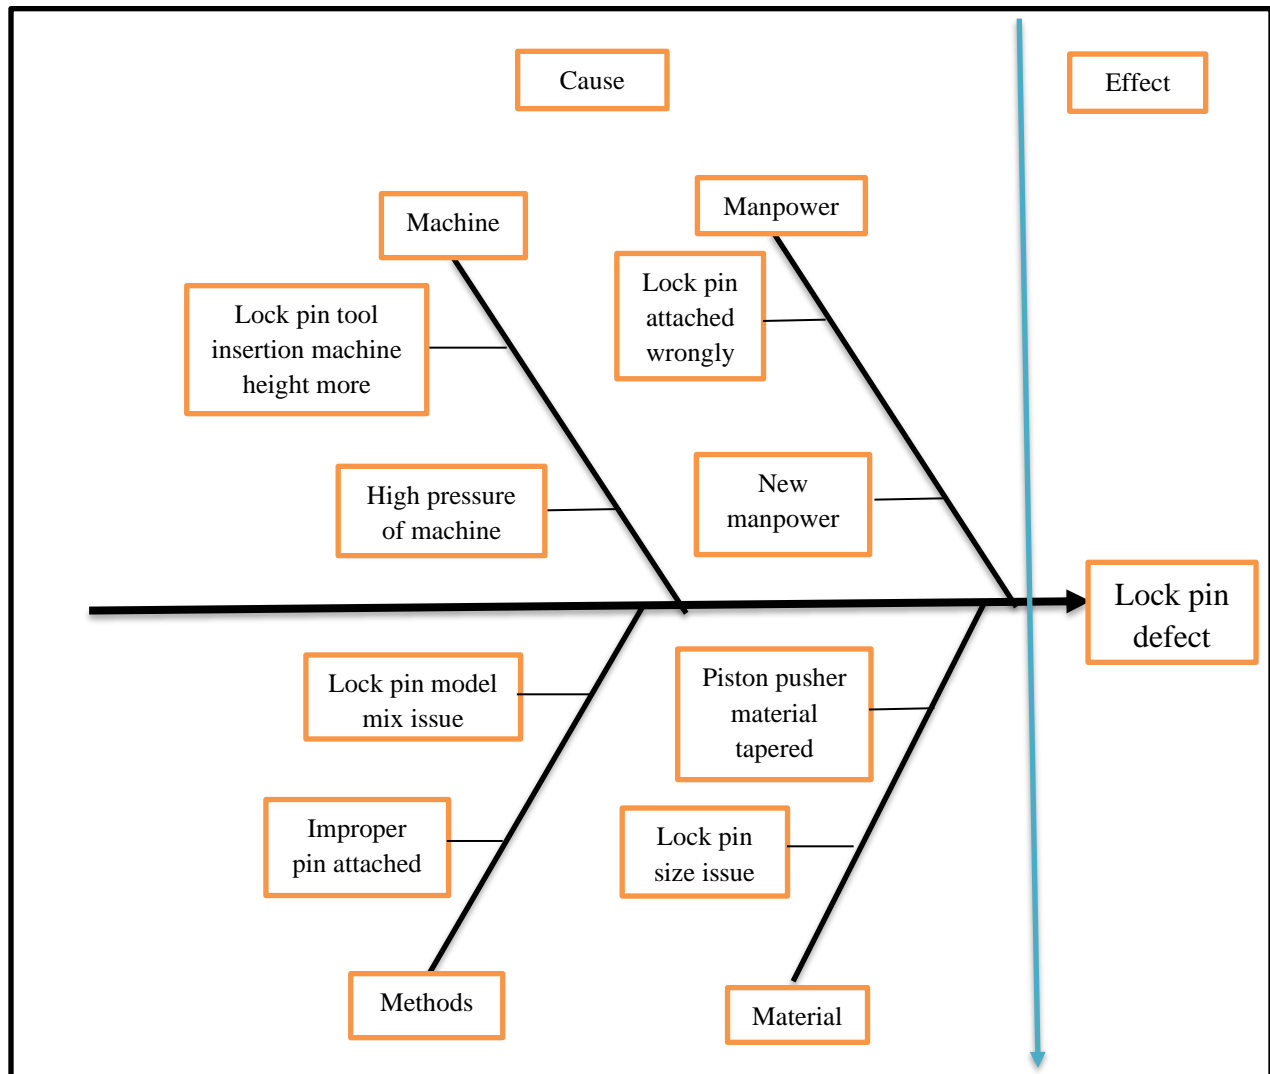 Cause
Effect
Machine
Manpower
Lock pin tool
insertion machine
height more
Lock pin
attached
wrongly
High pressure
of machine
New
manpower
Lock pin
defect
Lock pin model
mix issue
Piston pusher
material
tapered
Improper
pin attached
Lock pin
size issue
Methods
Material